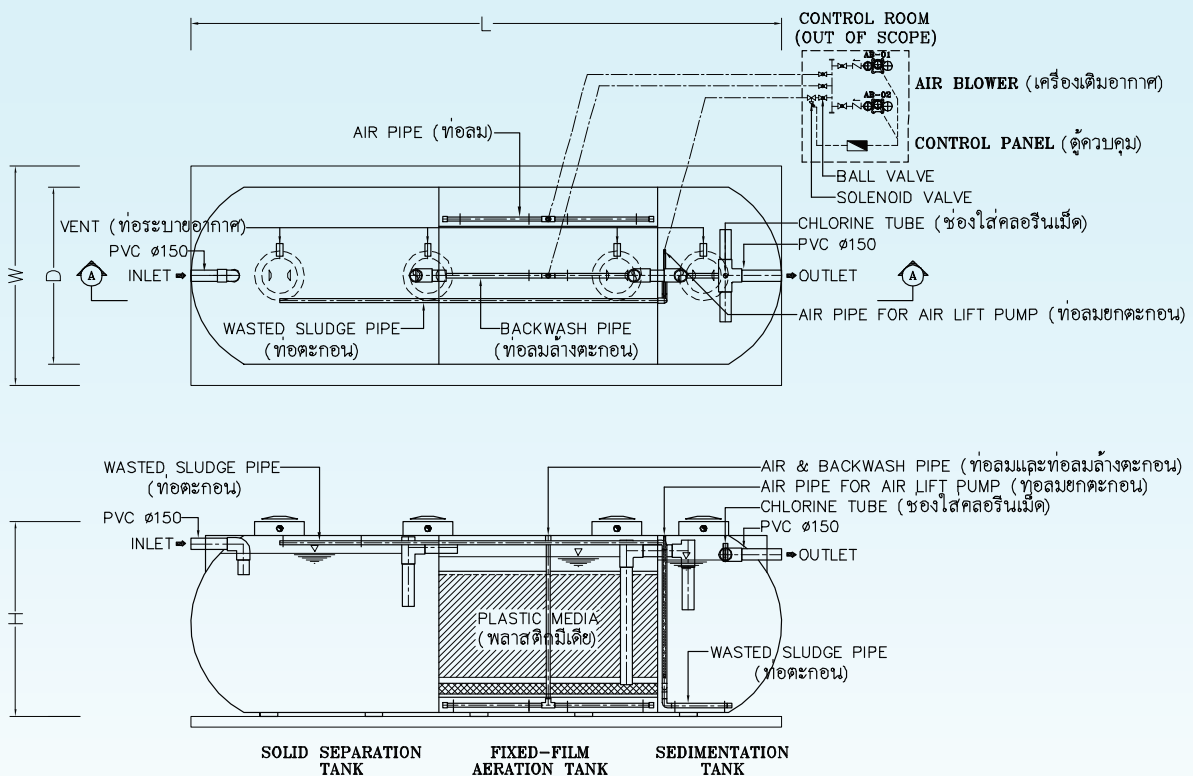 L
CONTROL ROOM
(OUT OF SCOPE)
AB-01
AIR BLOWER (เครื่องเติมอากาศ)
AB-02
AIR PIPE (ท่อลม)
CONTROL PANEL (ตู้ควบคุม)
BALL VALVE
SOLENOID VALVE
VENT (ท่อระบายอากาศ)
CHLORINE TUBE (ช่องใส่คลอรีนเม็ด)
PVC ø150
PVC ø150
W
D
A
INLET
OUTLET
A
AIR PIPE FOR AIR LIFT PUMP (ท่อลมยกตะกอน)
WASTED SLUDGE PIPE
(ท่อตะกอน)
BACKWASH PIPE
(ท่อลมล้างตะกอน)
WASTED SLUDGE PIPE
(ท่อตะกอน)
AIR & BACKWASH PIPE (ท่อลมและท่อลมล้างตะกอน)
AIR PIPE FOR AIR LIFT PUMP (ท่อลมยกตะกอน)
CHLORINE TUBE (ช่องใส่คลอรีนเม็ด)
PVC ø150
PVC ø150
INLET
OUTLET
H
PLASTIC MEDIA
(พลาสติกมีเดีย)
WASTED SLUDGE PIPE
(ท่อตะกอน)
SOLID SEPARATION
TANK
FIXED-FILM
AERATION TANK
SEDIMENTATION
TANK